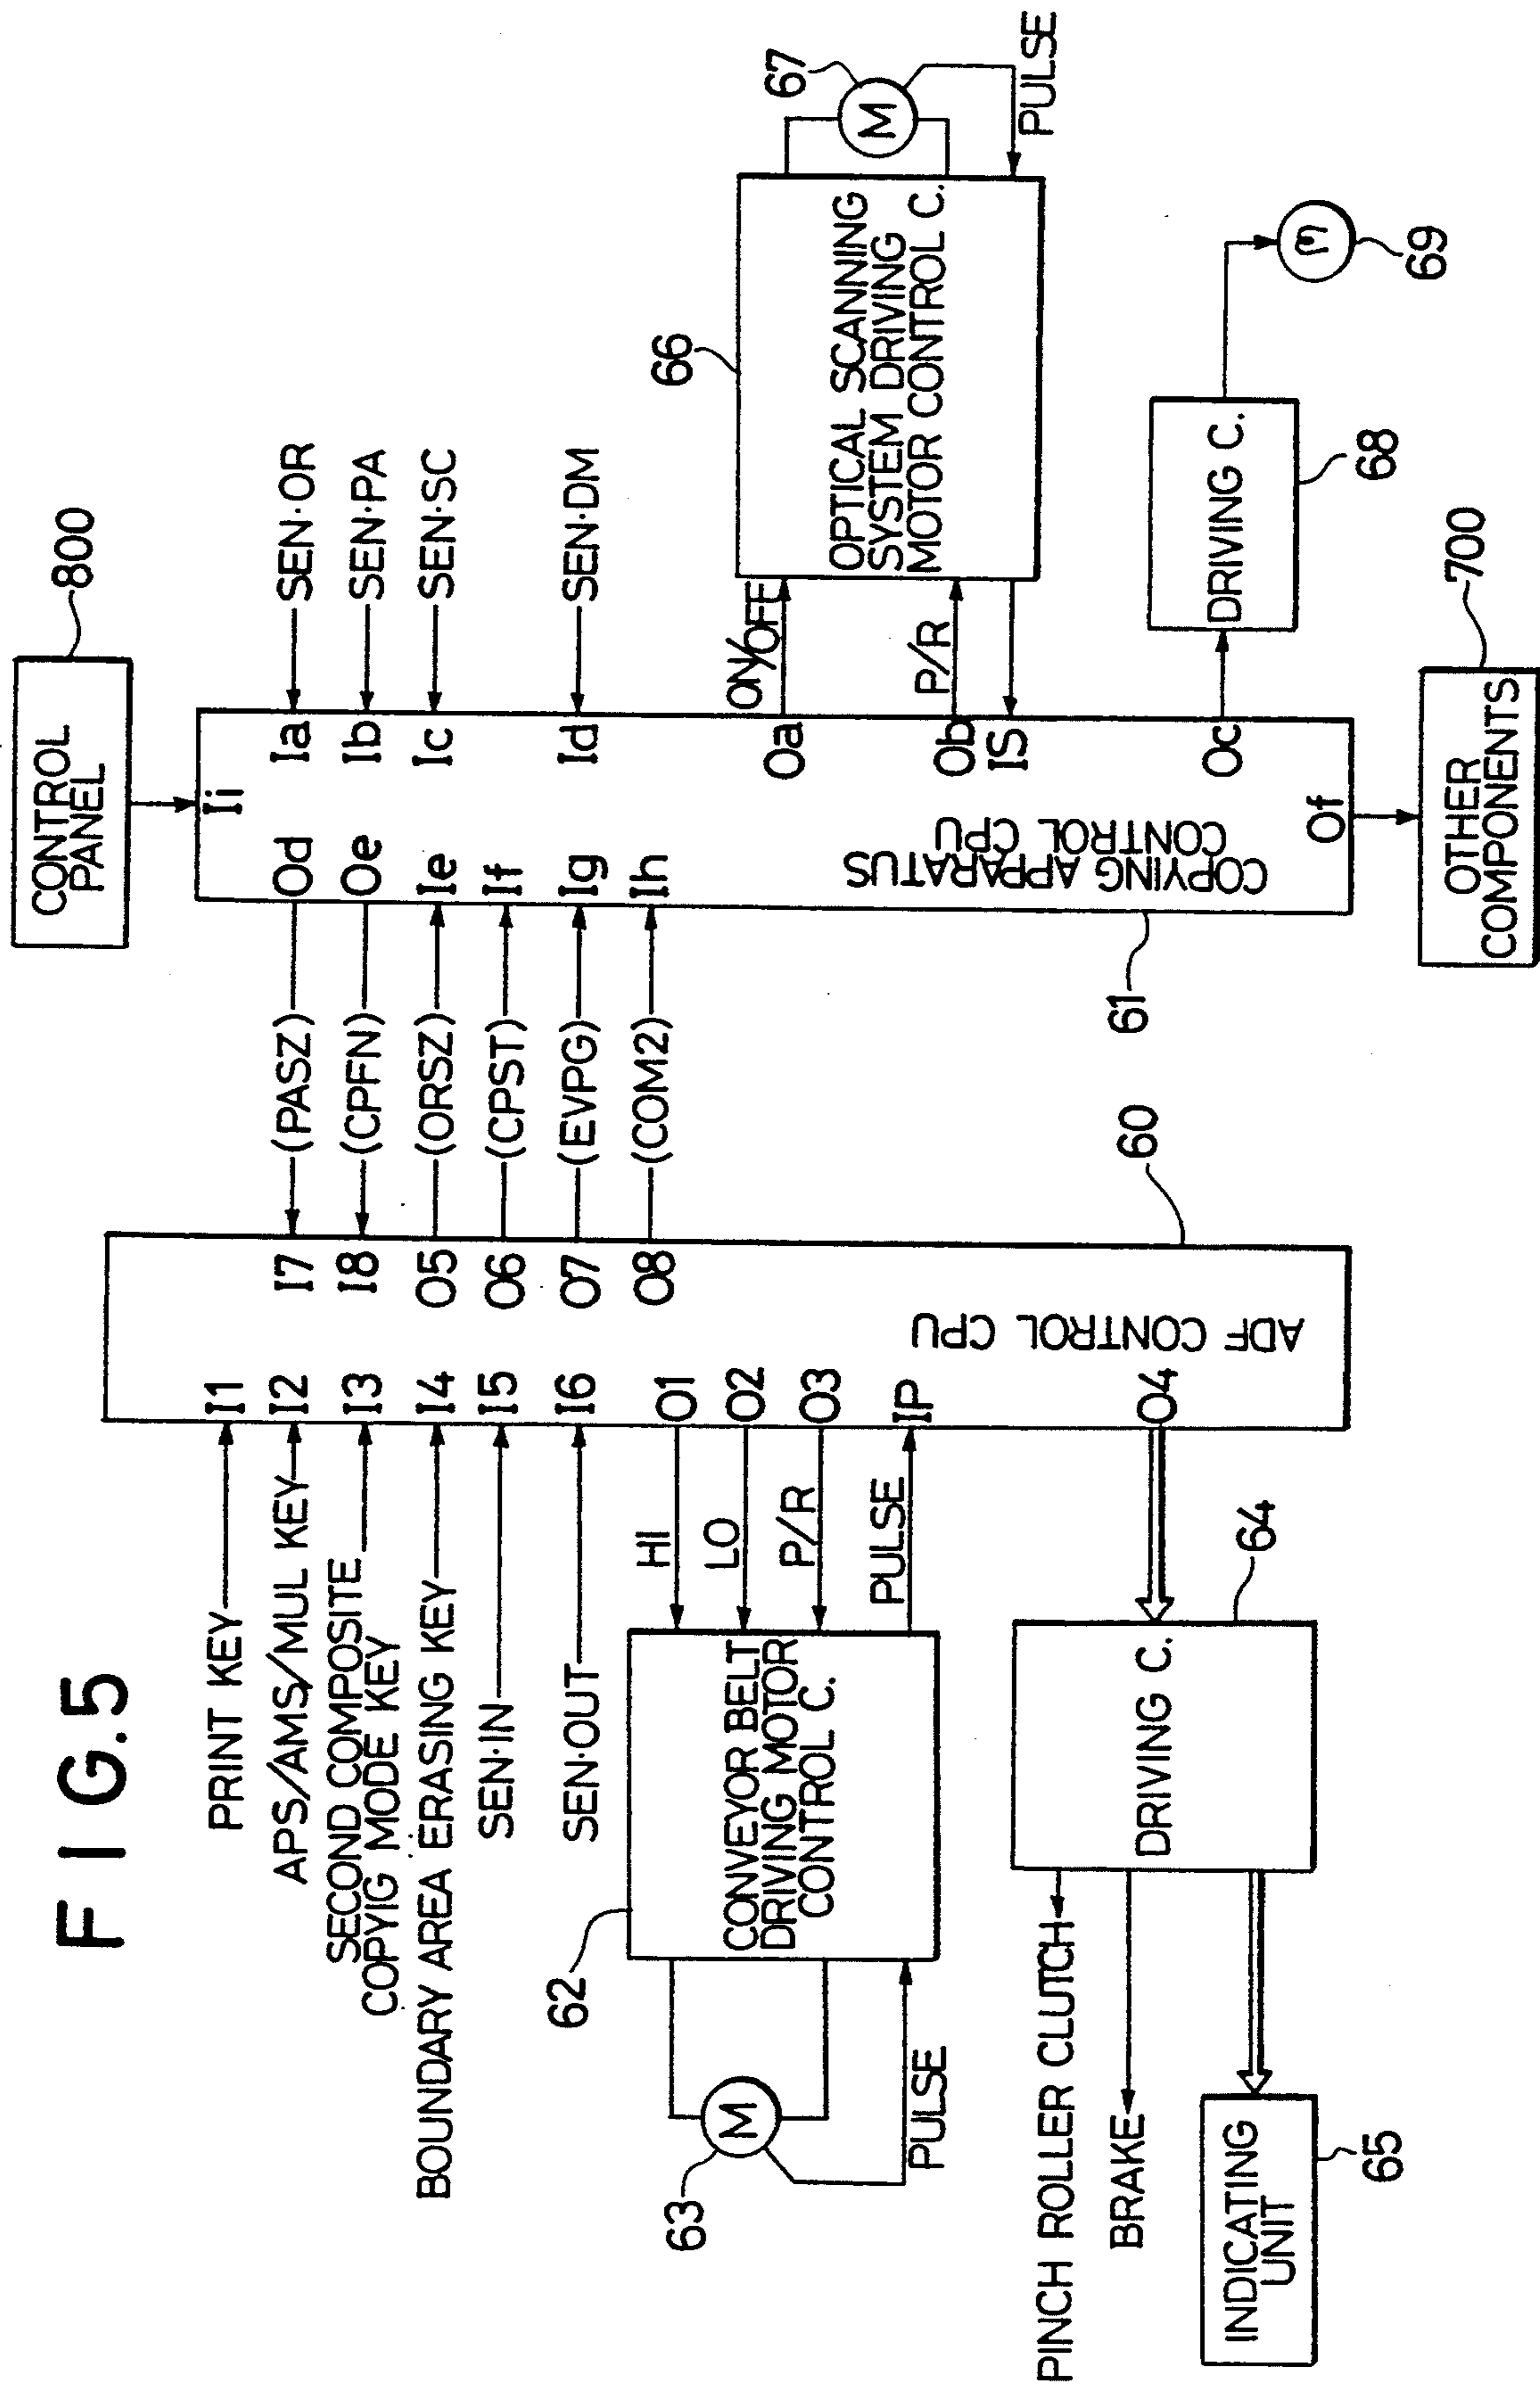 FIG.5
PRINT KEY
APS/AMS/MUL KEY
SECOND COMPOSITE
COPYIG MODE KEY
BOUNDARY AREA ERASING KEY
SEN·IN
SEN·OUT
I1
I2
I3
I4
I5
I6
O1
O2
O3
IP
O4
HI
LO
P/R
PULSE
62
CONVEYOR BELT
DRIVING MOTOR
CONTROL C.
63
M
PULSE
64
DRIVING C.
PINCH ROLLER CLUTCH
BRAKE
INDICATING
UNIT
65
ADF CONTROL CPU
60
I7
I8
O5
O6
O7
O8
(PASZ)
(CPFN)
(ORSZ)
(CPST)
(EVPG)
(COM2)
Od
Oe
Ie
If
Ig
Ih
COPYING APPARATUS
CONTROL CPU
61
CONTROL
PANEL
800
Ii
Ia
Ib
Ic
Id
Oa
Ob
IS
Oc
Of
SEN·OR
SEN·PA
SEN·SC
SEN·DM
ON/OFF
P/R
66
OPTICAL SCANNING
SYSTEM DRIVING
MOTOR CONTROL C.
67
M
PULSE
DRIVING C.
68
69
OTHER
COMPONENTS
700